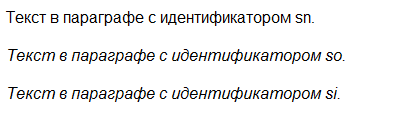 Текст в параграфе с идентификатором sn.
Текст в параграфе с идентификатором so.
Текст в параграфе с идентификатором si.